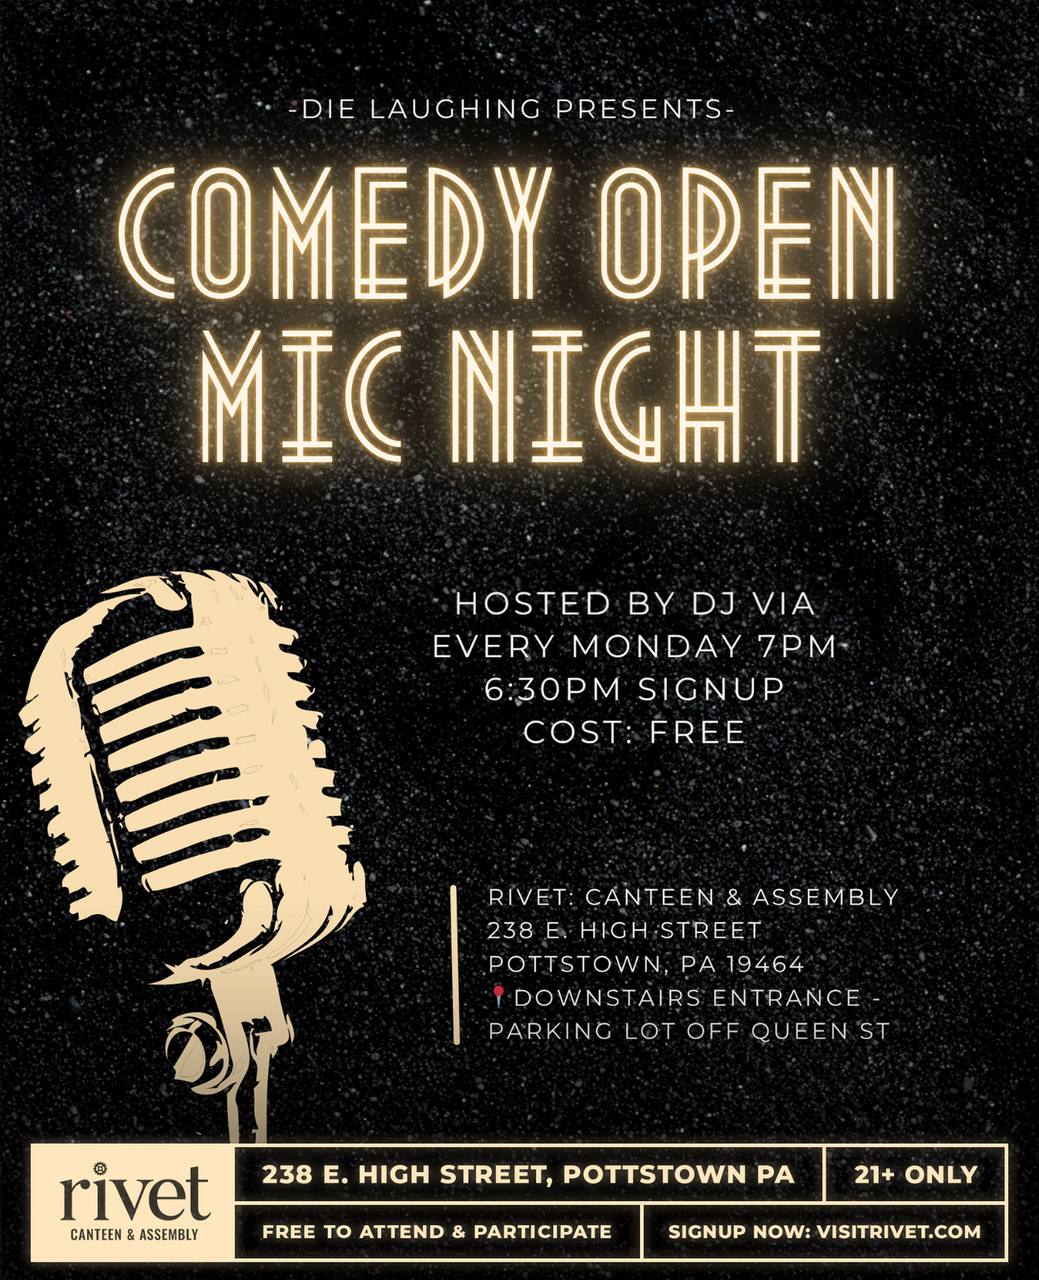 -DIE LAUGHING PRESENTS-
COMEDY OPEN
MIC NIGHT
HOSTED BY DJ VIA
EVERY MONDAY 7PM
6:30PM SIGNUP
COST: FREE
RIVET: CANTEEN & ASSEMBLY
238 E. HIGH STREET
POTTSTOWN, PA 19464
📍DOWNSTAIRS ENTRANCE -
PARKING LOT OFF QUEEN ST
rivet
CANTEEN & ASSEMBLY
238 E. HIGH STREET, POTTSTOWN PA
21+ ONLY
FREE TO ATTEND & PARTICIPATE
SIGNUP NOW: VISITRIVET.COM